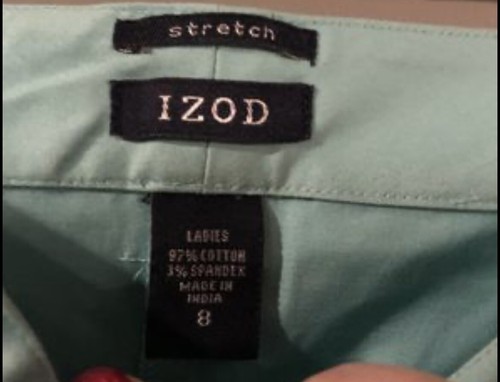 stretch
IZOD
LADIES
97% COTTON
3% SPANDEX
MADE IN
INDIA
8